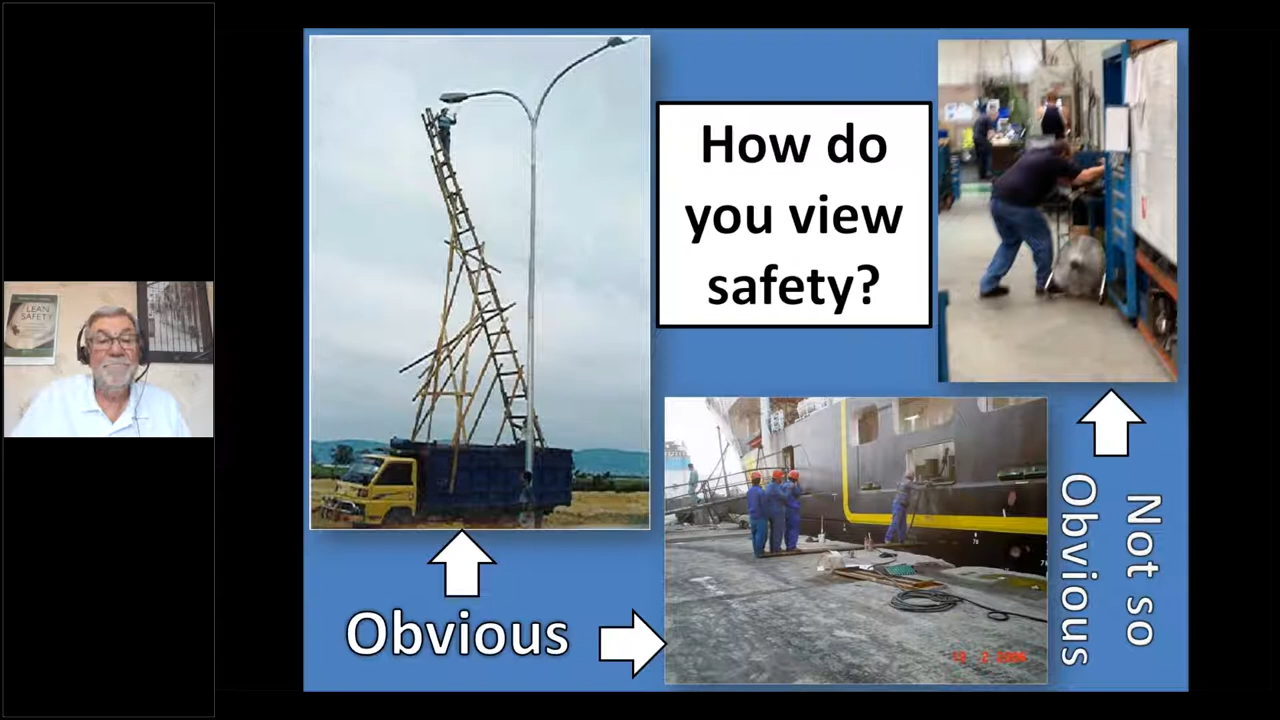 How do
you view
safety?
Obvious
Not so
Obvious
LEAN
SAFETY